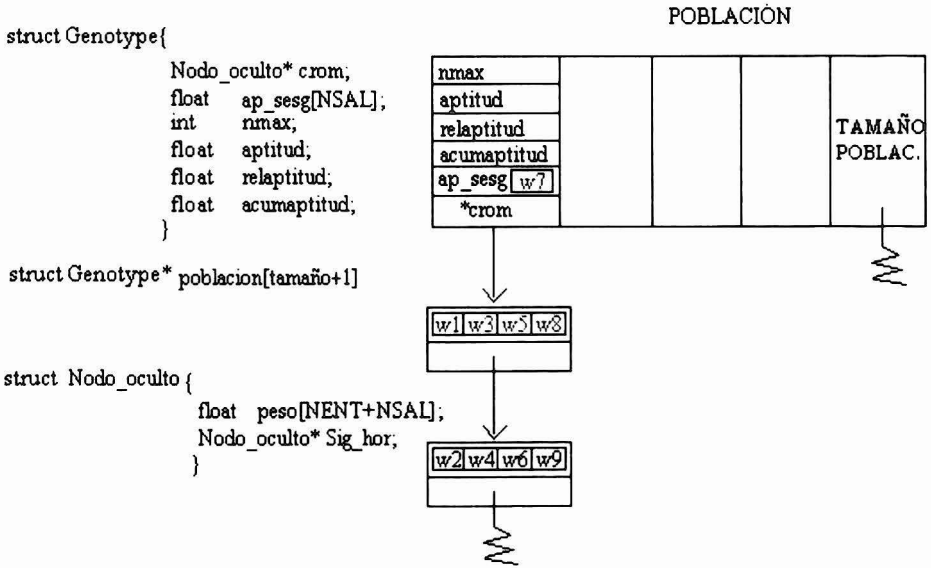 POBLACIÓN
struct Genotype{
Nodo_oculto* crom;
float ap_sesg[NSAL];
int nmax;
float aptitud;
float relaptitud;
float acumaptitud;
}
struct Genotype* poblacion[tamaño+1]
struct Nodo_oculto {
float peso[NENT+NSAL];
Nodo_oculto* Sig_hor;
}
nmax
aptitud
relaptitud
acumaptitud
ap_sesg w7
*crom
TAMAÑO
POBLAC.
w1 w3 w5 w8
w2 w4 w6 w9